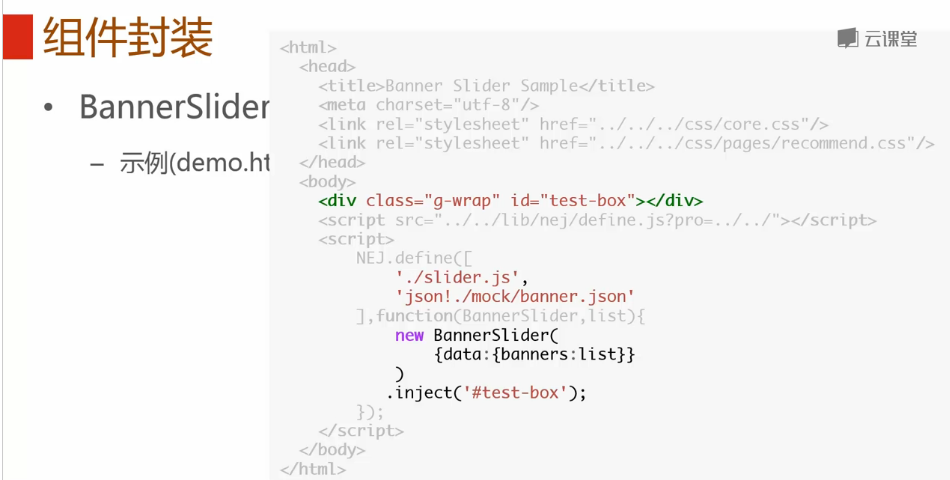 组件封装
云课堂
• BannerSlider
– 示例(demo.ht
<html>
<head>
<title>Banner Slider Sample</title>
<meta charset="utf-8"/>
<link rel="stylesheet" href="../../../css/core.css"/>
<link rel="stylesheet" href="../../../css/pages/recommend.css"/>
</head>
<body>
<div class="g-wrap" id="test-box"></div>
<script src="../../lib/nej/define.js?pro=../../"></script>
<script>
NEJ.define([
'./slider.js',
'json!./mock/banner.json'
],function(BannerSlider,list){
new BannerSlider(
{data:{banners:list}}
)
.inject('#test-box');
});
</script>
</body>
</html>